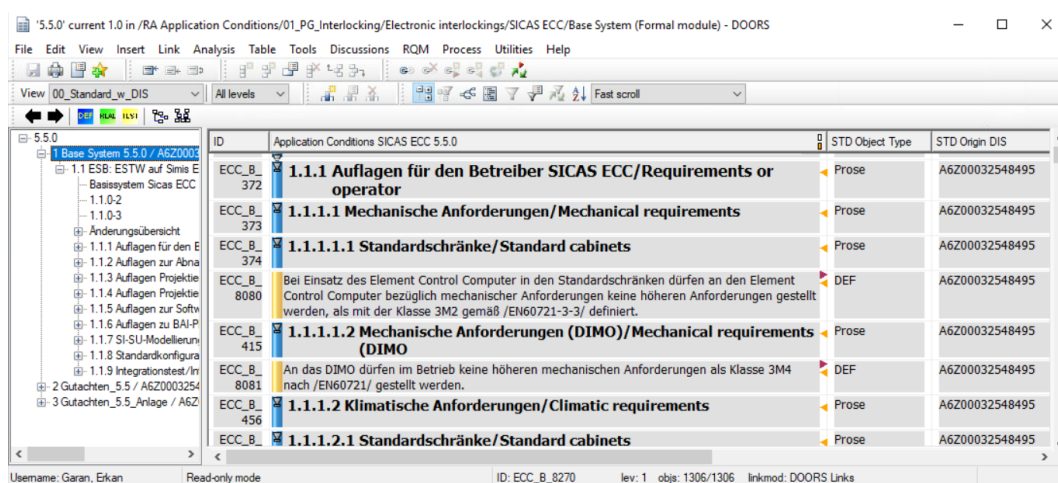 '5.5.0' current 1.0 in /RA Application Conditions/01_PG_Interlocking/Electronic interlockings/SICAS ECC/Base System (Formal module) - DOORS
File Edit View Insert Link Analysis Table Tools Discussions RQM Process Utilities Help
View 00_Standard_w_DIS All levels Fast scroll
DEF REAL TEST
5.5.0
1 Base System 5.5.0 / A6Z0003
1.1 ESB: ESTW auf Simis E
Basissystem Sicas ECC
1.1.0-2
1.1.0-3
Änderungsübersicht
1.1.1 Auflagen für den E
1.1.2 Auflagen zur Abna
1.1.3 Auflagen Projektie
1.1.4 Auflagen Projektie
1.1.5 Auflagen zur Softw
1.1.6 Auflagen zu BAI-P
1.1.7 SI-SU-Modellierun
1.1.8 Standardkonfigura
1.1.9 Integrationstest/In
2 Gutachten_5.5 / A6Z0003254
3 Gutachten_5.5_Anlage / A6Z
ID Application Conditions SICAS ECC 5.5.0 STD Object Type STD Origin DIS
ECC_B_ 1.1.1 Auflagen für den Betreiber SICAS ECC/Requirements or Prose A6Z00032548495
372 operator
ECC_B_ 1.1.1.1 Mechanische Anforderungen/Mechanical requirements Prose A6Z00032548495
373
ECC_B_ 1.1.1.1.1 Standardschränke/Standard cabinets Prose A6Z00032548495
374
ECC_B_ Bei Einsatz des Element Control Computer in den Standardschränken dürfen an den Element DEF A6Z00032548495
8080 Control Computer bezüglich mechanischer Anforderungen keine höheren Anforderungen gestellt
werden, als mit der Klasse 3M2 gemäß /EN60721-3-3/ definiert.
ECC_B_ 1.1.1.1.2 Mechanische Anforderungen (DIMO)/Mechanical requirements Prose A6Z00032548495
415 (DIMO
ECC_B_ An das DIMO dürfen im Betrieb keine höheren mechanischen Anforderungen als Klasse 3M4 DEF A6Z00032548495
8081 nach /EN60721/ gestellt werden.
ECC_B_ 1.1.1.2 Klimatische Anforderungen/Climatic requirements Prose A6Z00032548495
456
ECC_B_ 1.1.1.2.1 Standardschränke/Standard cabinets Prose A6Z00032548495
Username: Garan, Erkan Read-only mode ID: ECC_B_8270 lev: 1 objs: 1306/1306 linkmod: DOORS Links